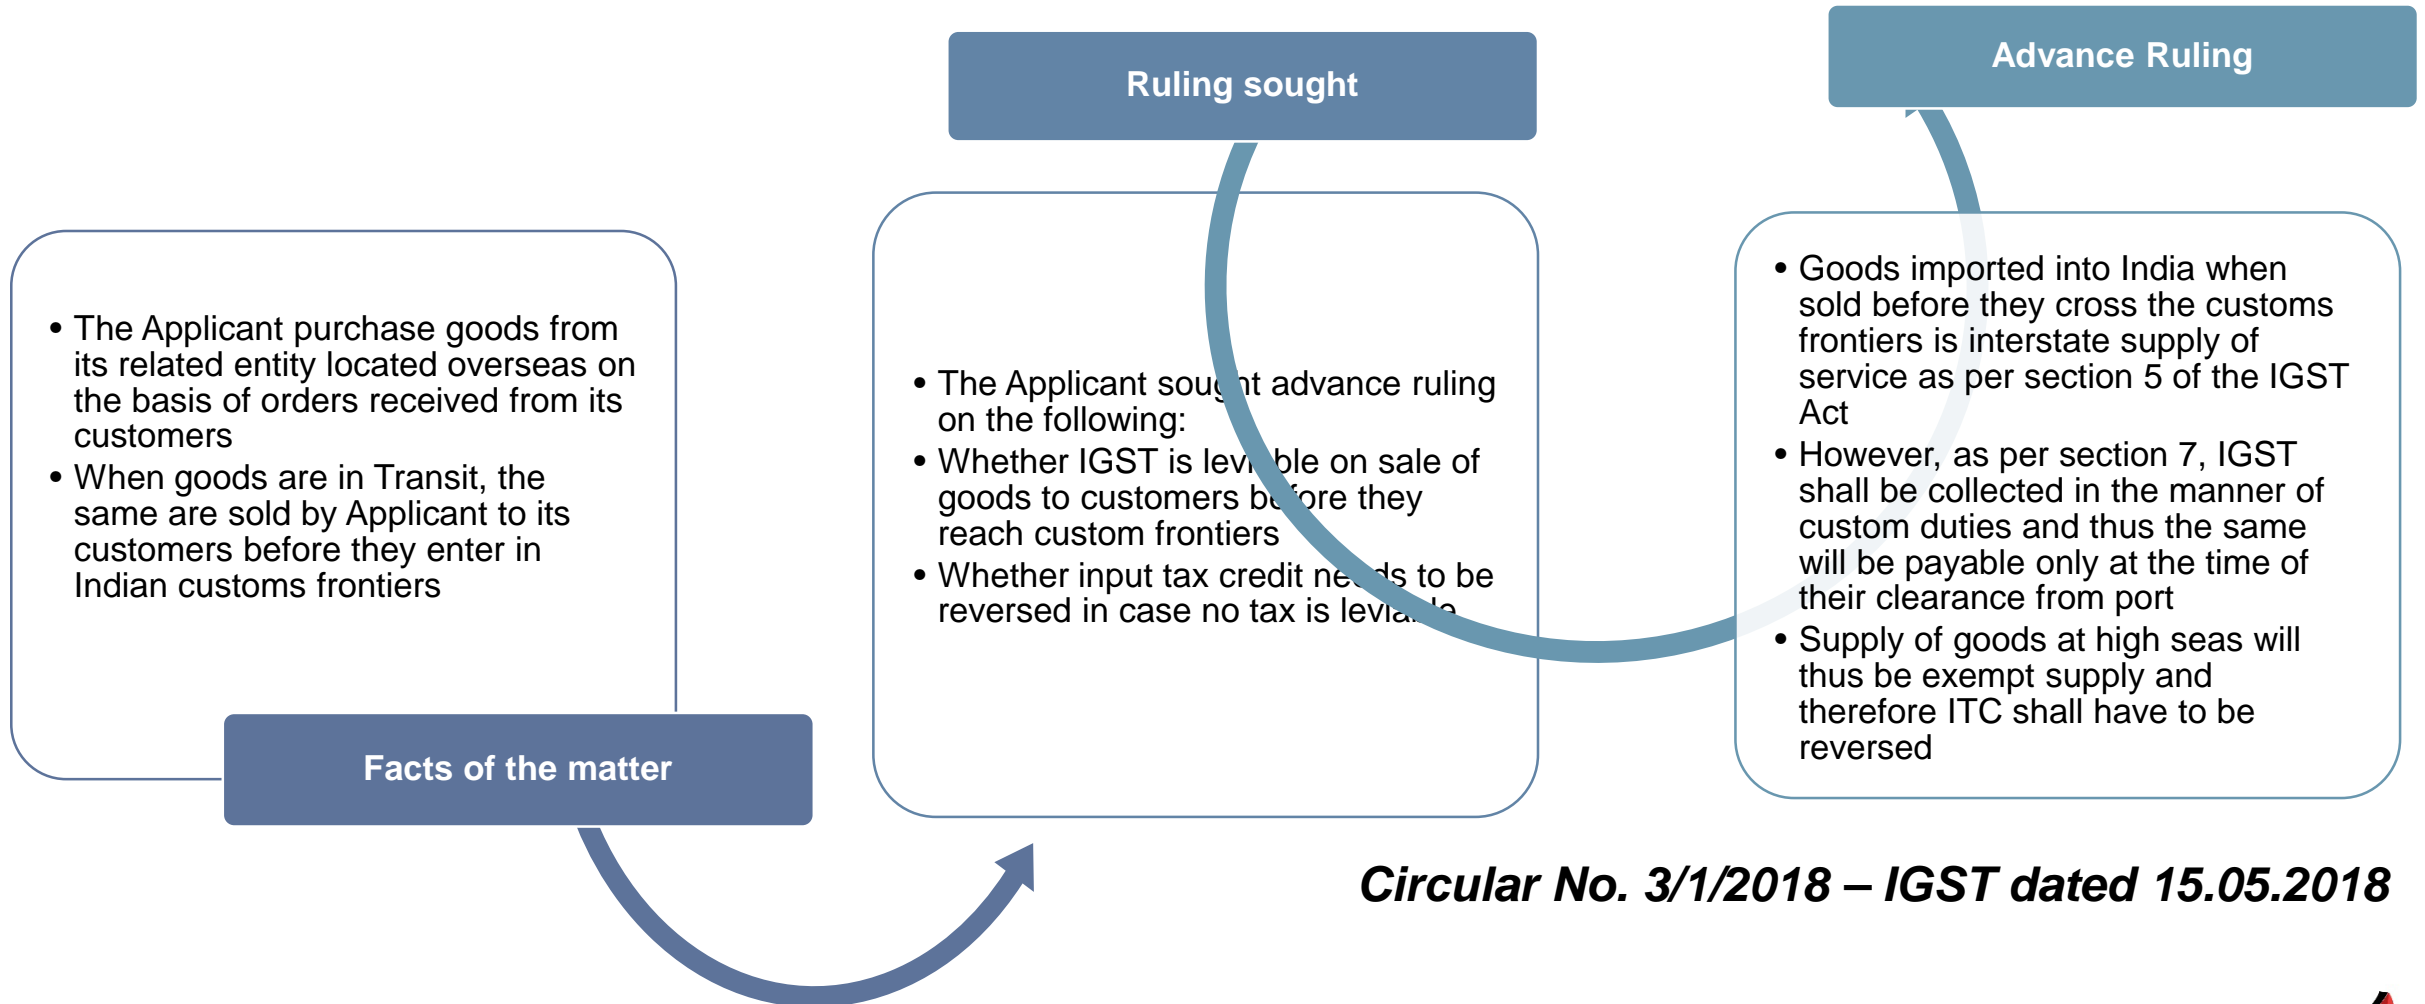 Facts of the matter
• The Applicant purchase goods from
its related entity located overseas on
the basis of orders received from its
customers
• When goods are in Transit, the
same are sold by Applicant to its
customers before they enter in
Indian customs frontiers
Ruling sought
• The Applicant sought advance ruling
on the following:
• Whether IGST is leviable on sale of
goods to customers before they
reach custom frontiers
• Whether input tax credit needs to be
reversed in case no tax is leviable
Advance Ruling
• Goods imported into India when
sold before they cross the customs
frontiers is interstate supply of
service as per section 5 of the IGST
Act
• However, as per section 7, IGST
shall be collected in the manner of
custom duties and thus the same
will be payable only at the time of
their clearance from port
• Supply of goods at high seas will
thus be exempt supply and
therefore ITC shall have to be
reversed
Circular No. 3/1/2018 – IGST dated 15.05.2018